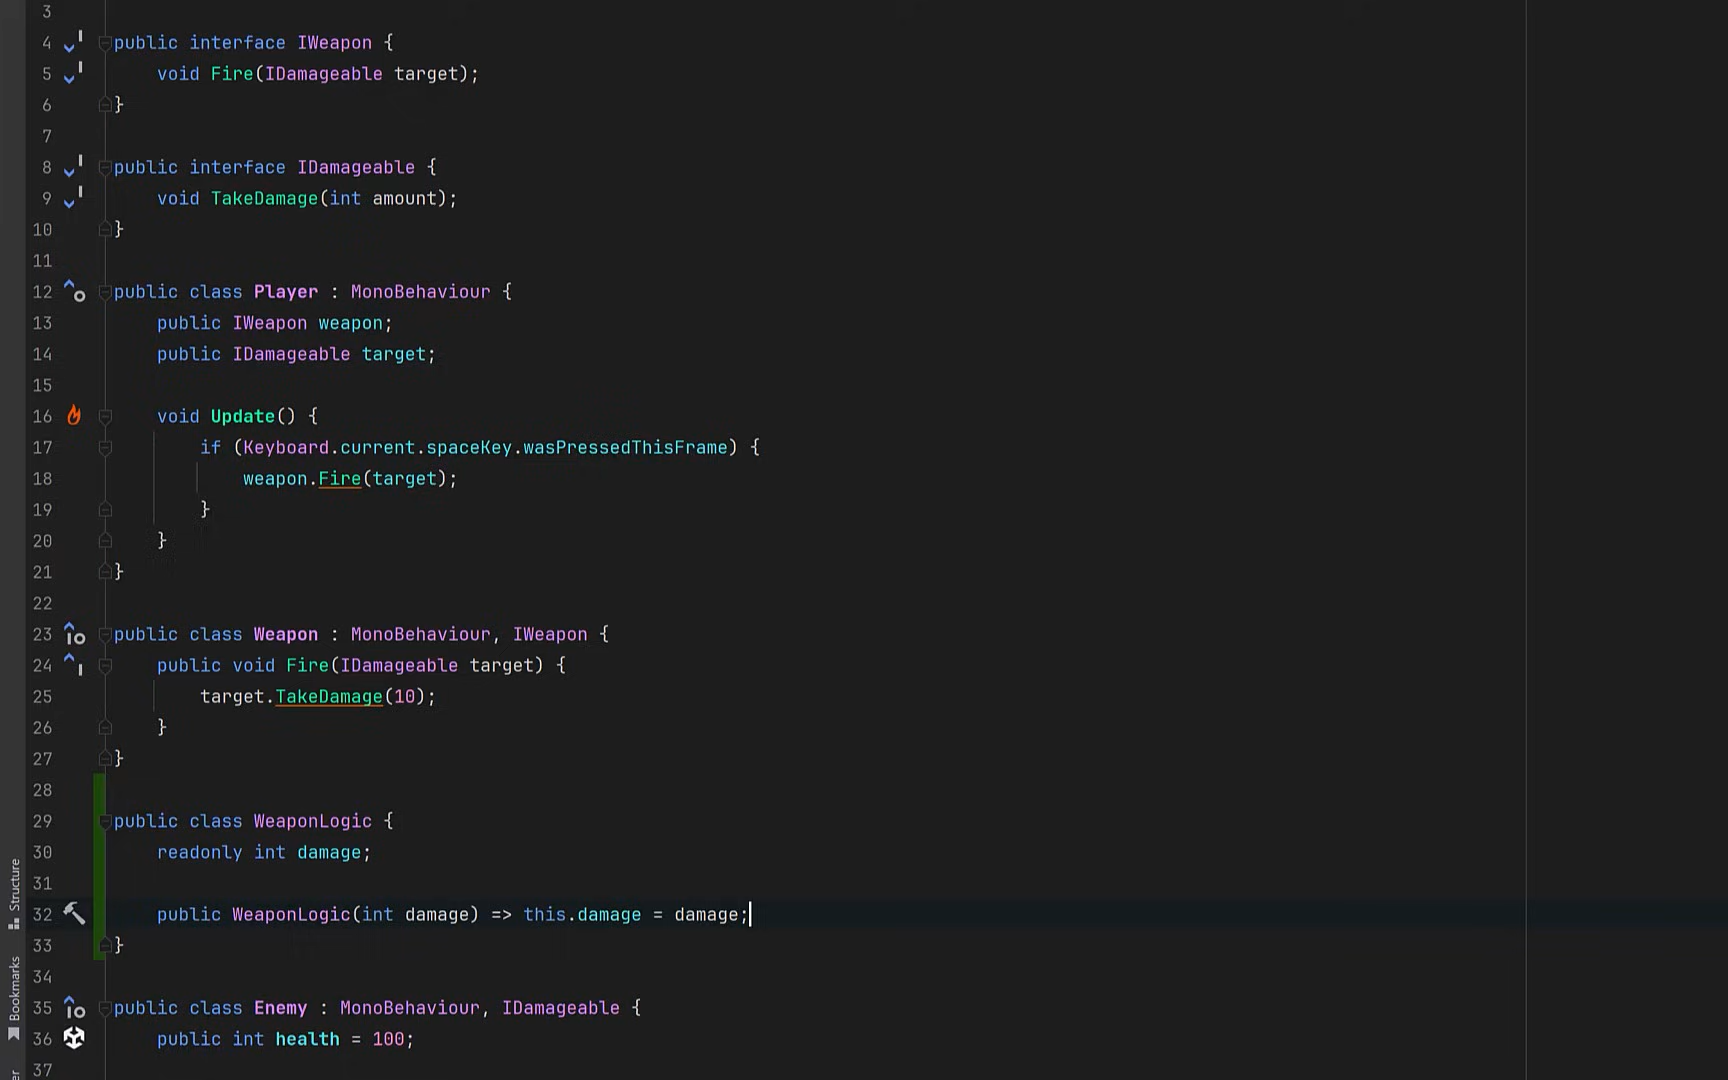 3
4 public interface IWeapon {
5 void Fire(IDamageable target);
6 }
7
8 public interface IDamageable {
9 void TakeDamage(int amount);
10 }
11
12 public class Player : MonoBehaviour {
13 public IWeapon weapon;
14 public IDamageable target;
15
16 void Update() {
17 if (Keyboard.current.spaceKey.wasPressedThisFrame) {
18 weapon.Fire(target);
19 }
20 }
21 }
22
23 public class Weapon : MonoBehaviour, IWeapon {
24 public void Fire(IDamageable target) {
25 target.TakeDamage(10);
26 }
27 }
28
29 public class WeaponLogic {
30 readonly int damage;
31
32 public WeaponLogic(int damage) => this.damage = damage;
33 }
34
35 public class Enemy : MonoBehaviour, IDamageable {
36 public int health = 100;
37
Structure
Bookmarks